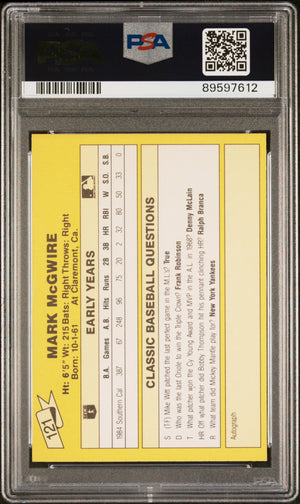 PSA
89597612
121
MARK McGWIRE
Ht: 6'5" Wt: 215 Bats: Right Throws: Right
Born: 10-1-61 At Claremont, Ca.
EARLY YEARS
B.A. Games A.B. Hits Runs 2B 3B HR RBI W S.O. S.B.
1984 Southern Cal 387 67 248 96 75 20 2 32 80 50 33 0
CLASSIC BASEBALL QUESTIONS
S (TF) Mike Witt pitched the last perfect game in the M.L's? True
D Who was the last Oriole to win the Triple Crown? Frank Robinson
T What pitcher won the Cy Young Award and MVP in the A.L. in 1968? Denny McLain
HR Off what pitcher did Bobby Thompson hit his pennant clinching HR? Ralph Branca
R What team did Mickey Mantle play for? New York Yankees
Autograph